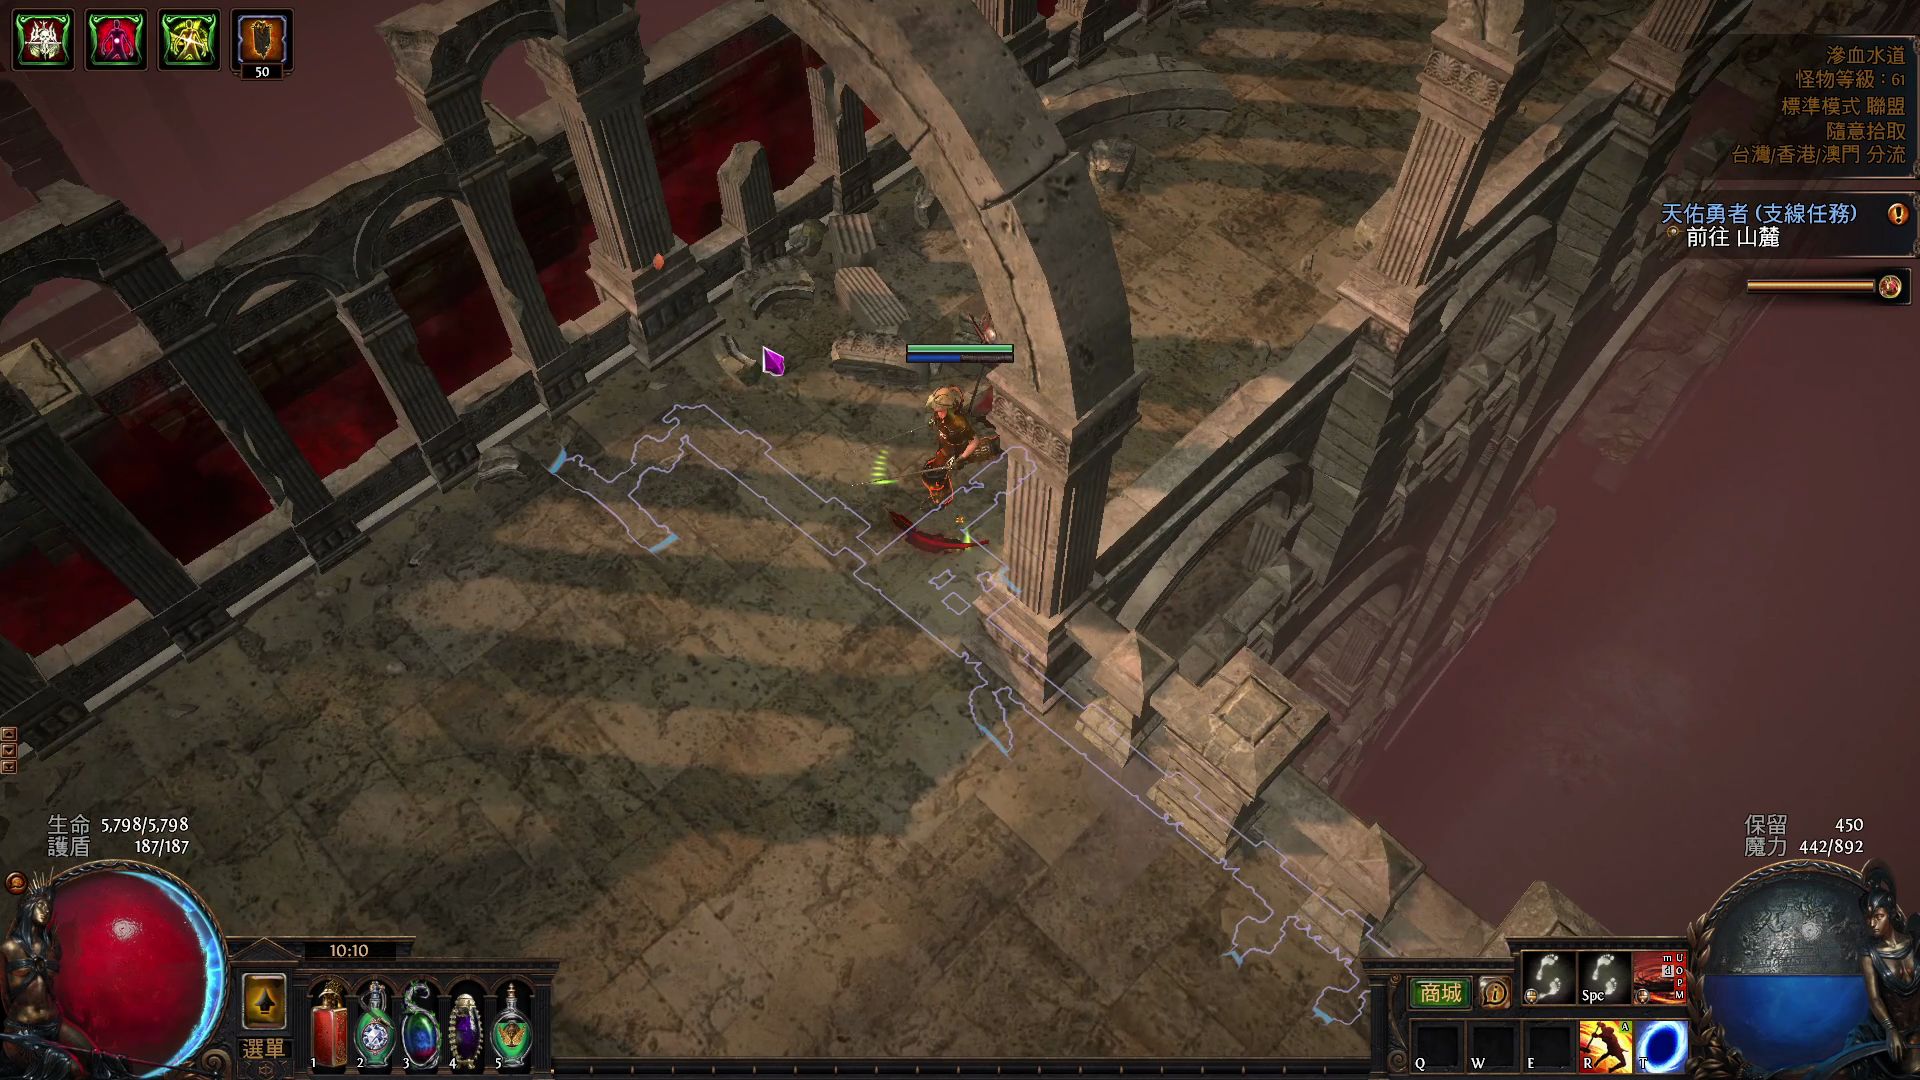 50
滲血水道
怪物等級：61
標準模式 聯盟
隨意拾取
台灣/香港/澳門 分流
天佑勇者 (支線任務)
前往 山麓
生命 5,798/5,798
護盾 187/187
保留 450
魔力 442/892
10:10
選單
1 2 3 4 5
商城
Spc
m U
d O
P
M
Q W E R A T